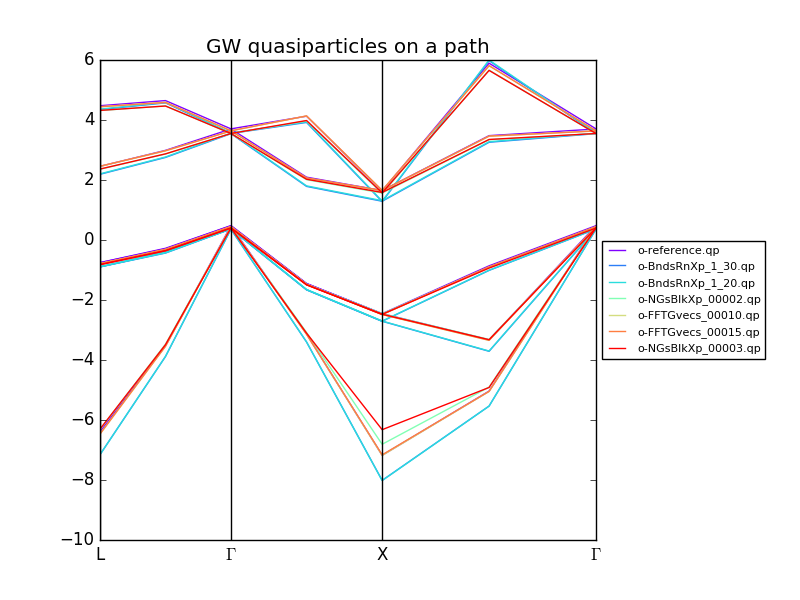 GW quasiparticles on a path
6
4
2
0
−2
−4
−6
−8
−10
L
Γ
X
Γ
o-reference.qp
o-BndsRnXp_1_30.qp
o-BndsRnXp_1_20.qp
o-NGsBlkXp_00002.qp
o-FFTGvecs_00010.qp
o-FFTGvecs_00015.qp
o-NGsBlkXp_00003.qp